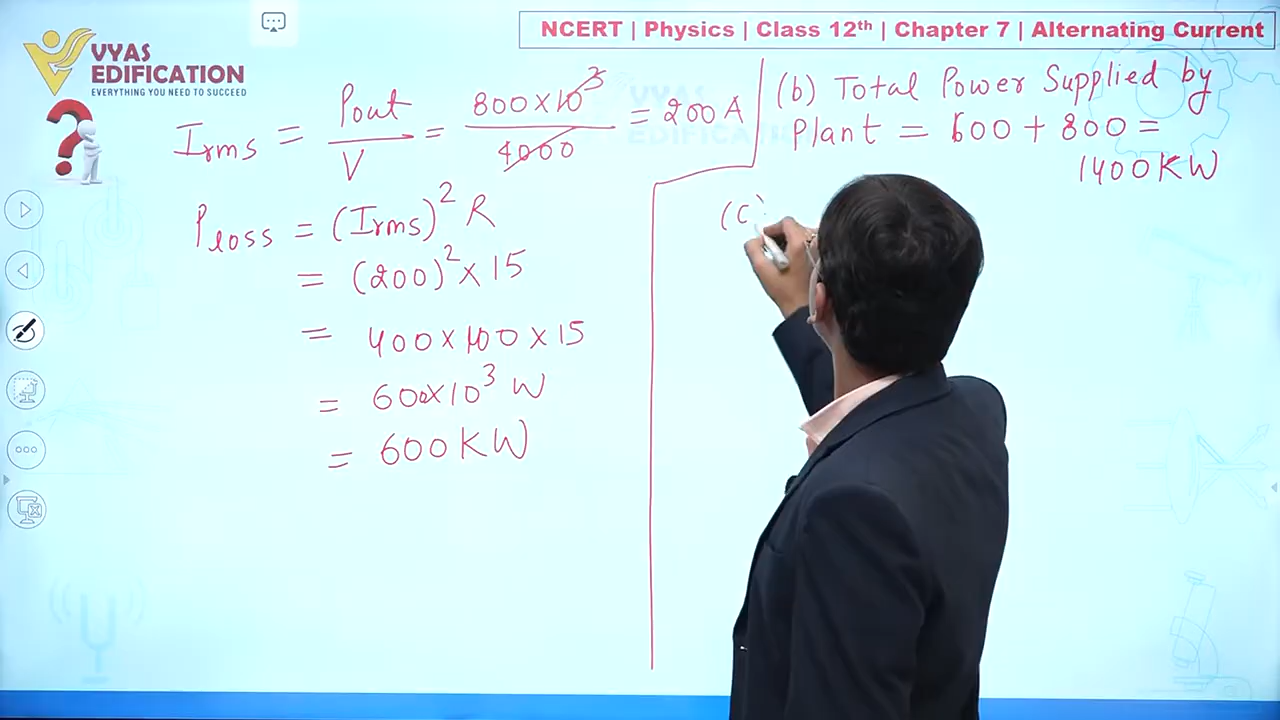 NCERT | Physics | Class 12th | Chapter 7 | Alternating Current
VYAS
EDIFICATION
EVERYTHING YOU NEED TO SUCCEED
Irms = Pout / V = 800 × 10³ / 4000 = 200 A
Ploss = (Irms)² R
= (200)² × 15
= 400 × 100 × 15
= 600 × 10³ W
= 600 KW
(b) Total Power Supplied by
Plant = 600 + 800 =
1400 KW
(C)